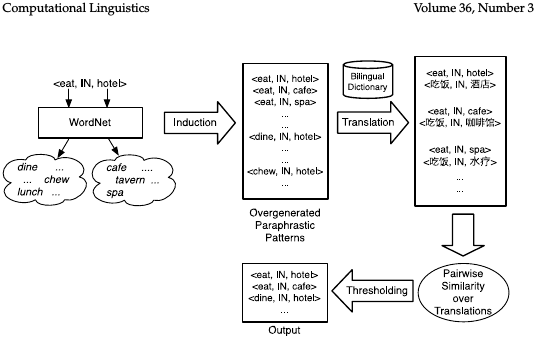 Computational Linguistics
Volume 36, Number 3
<eat, IN, hotel>
WordNet
dine ...
... chew
lunch ...
cafe ....
tavern ...
spa
Induction
<eat, IN, hotel>
<eat, IN, cafe>
<eat, IN, spa>
...
...
<dine, IN, hotel>
...
...
<chew, IN, hotel>
...
Overgenerated
Paraphrastic
Patterns
Bilingual
Dictionary
Translation
<eat, IN, hotel>
<吃饭, IN, 酒店>
<eat, IN, cafe>
<吃饭, IN, 咖啡馆>
<eat, IN, spa>
<吃饭, IN, 水疗>
...
...
Pairwise
Similarity
over
Translations
Thresholding
<eat, IN, hotel>
<eat, IN, cafe>
<dine, IN, hotel>
...
Output